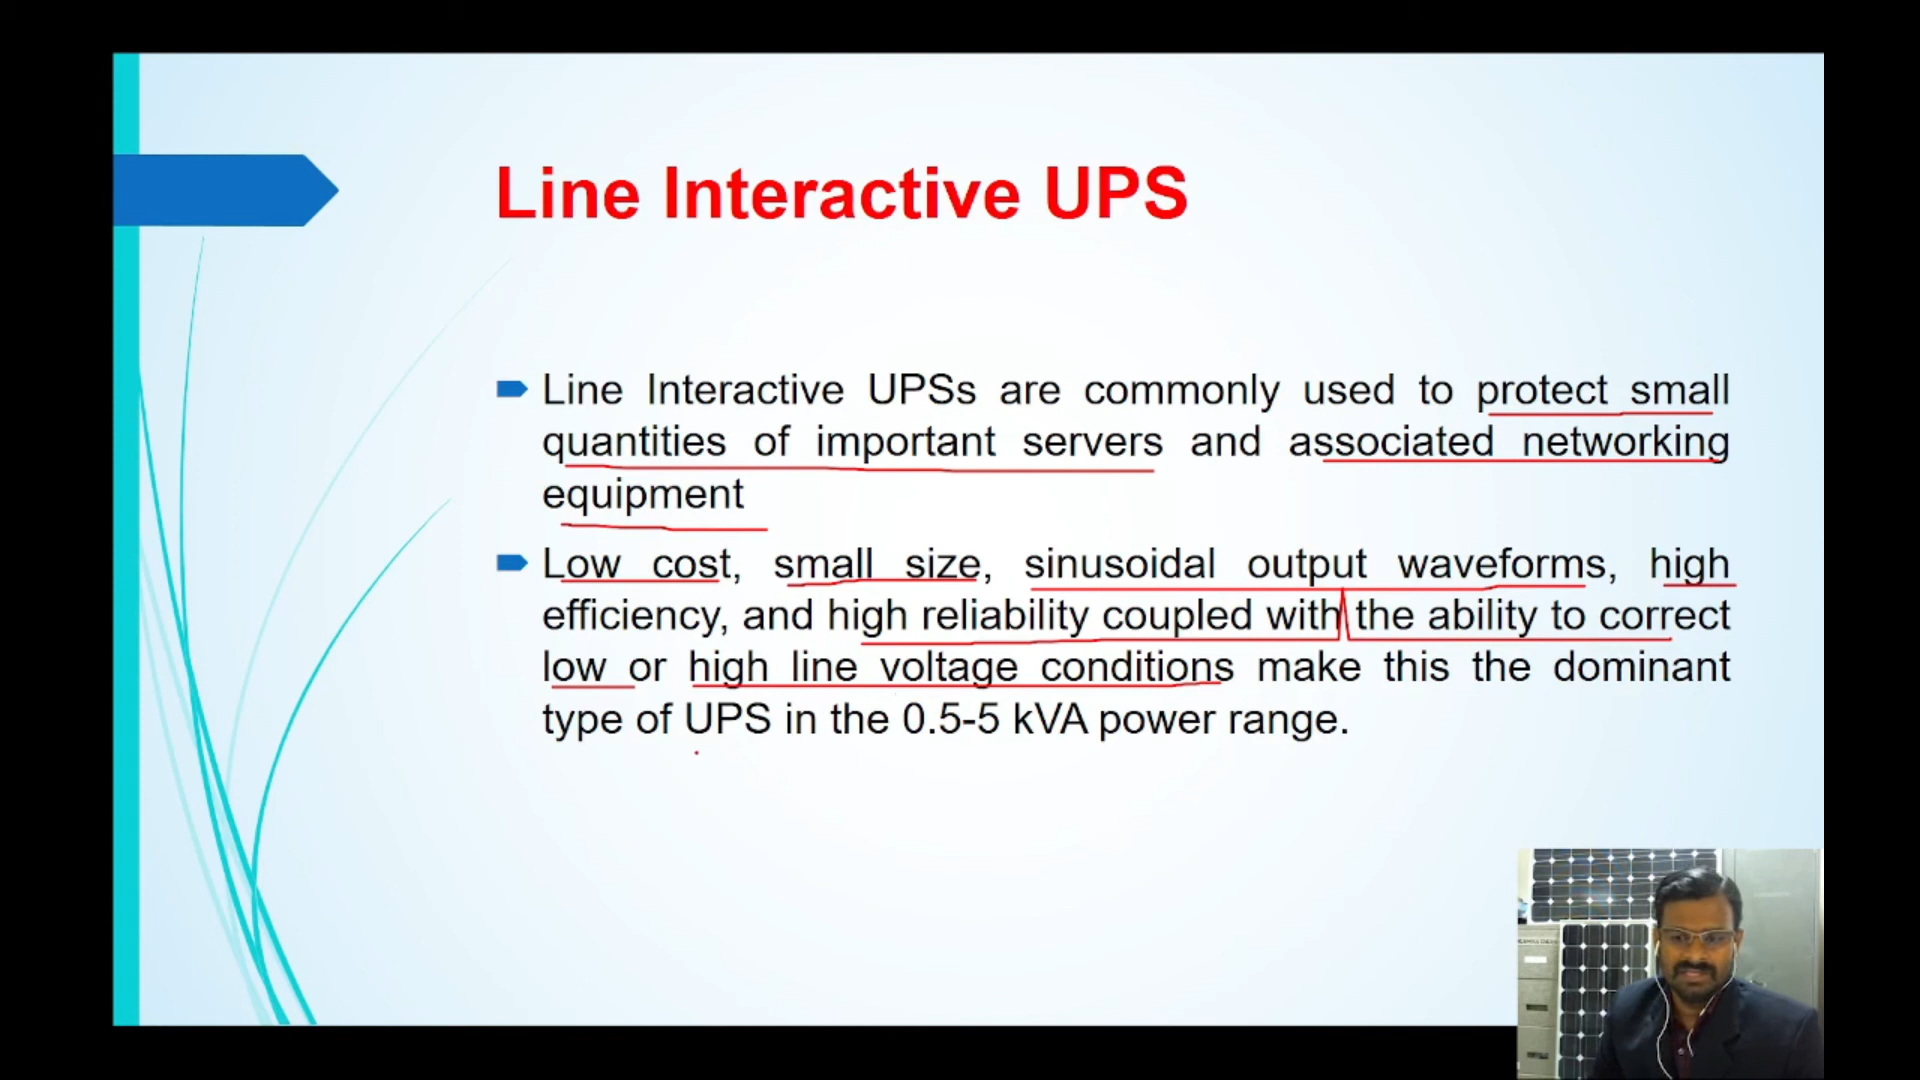 Line Interactive UPS
Line Interactive UPSs are commonly used to protect small
quantities of important servers and associated networking
equipment
Low cost, small size, sinusoidal output waveforms, high
efficiency, and high reliability coupled with the ability to correct
low or high line voltage conditions make this the dominant
type of UPS in the 0.5-5 kVA power range.